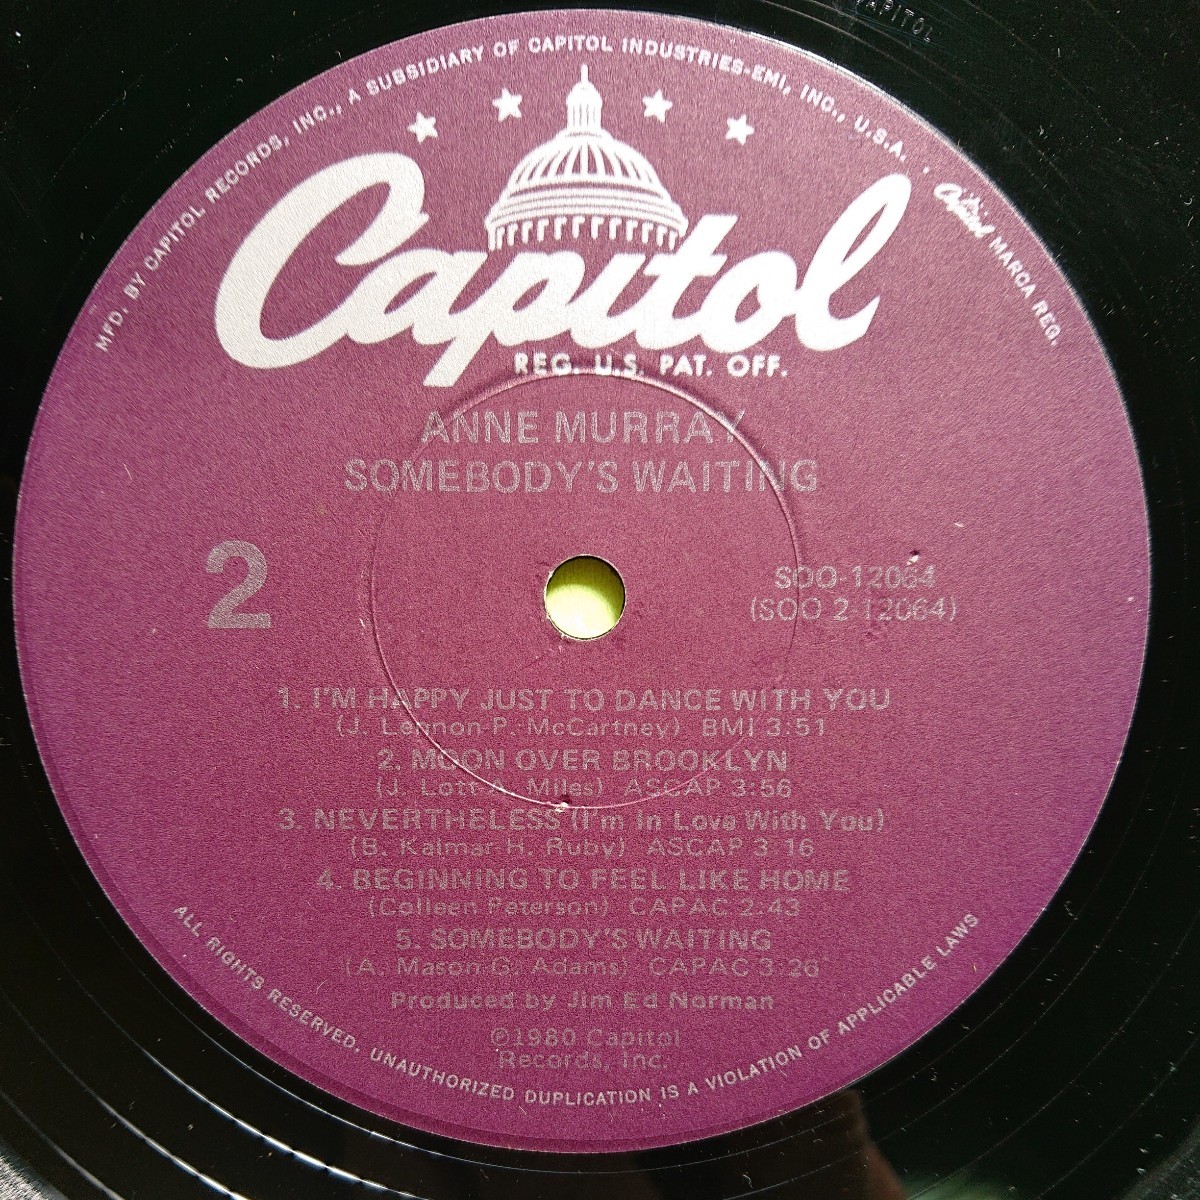 MFD. BY CAPITOL RECORDS, INC., A SUBSIDIARY OF CAPITOL INDUSTRIES-EMI, INC., U.S.A. . Capitol MARCA REG.
CAPITOL
Capitol
REG. U.S. PAT. OFF.
ANNE MURRAY
SOMEBODY'S WAITING
2
SOO-12064
(SOO 2-12064)
1. I'M HAPPY JUST TO DANCE WITH YOU
(J. Lennon-P. McCartney) BMI 3:51
2. MOON OVER BROOKLYN
(J. Lott-A. Miles) ASCAP 3:56
3. NEVERTHELESS (I'm in Love With You)
(B. Kalmar-H. Ruby) ASCAP 3:16
4. BEGINNING TO FEEL LIKE HOME
(Colleen Peterson) CAPAC 2:43
5. SOMEBODY'S WAITING
(A. Mason-G. Adams) CAPAC 3:26
Produced by Jim Ed Norman
℗1980 Capitol
Records, Inc.
ALL RIGHTS RESERVED. UNAUTHORIZED DUPLICATION IS A VIOLATION OF APPLICABLE LAWS